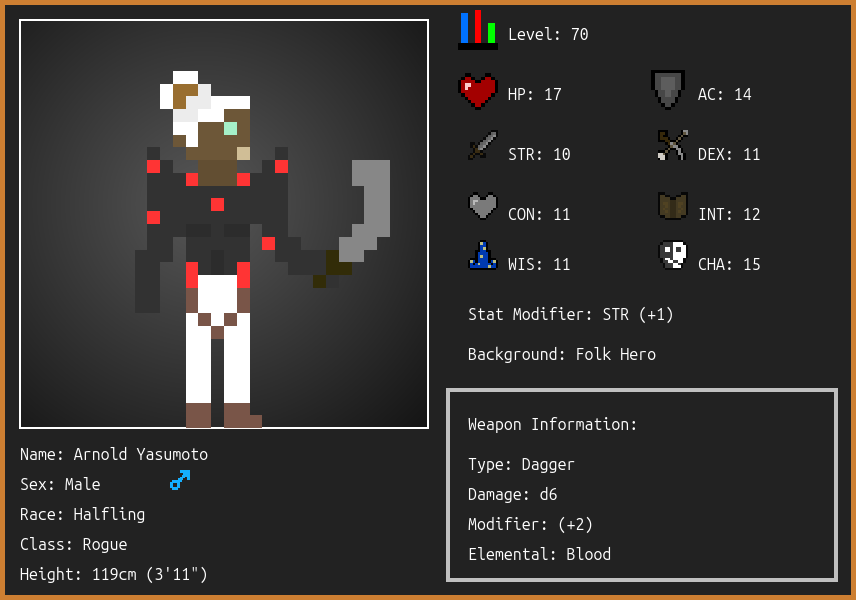 Level: 70
HP: 17
AC: 14
STR: 10
DEX: 11
CON: 11
INT: 12
WIS: 11
CHA: 15
Stat Modifier: STR (+1)
Background: Folk Hero
Weapon Information:
Type: Dagger
Damage: d6
Modifier: (+2)
Elemental: Blood
Name: Arnold Yasumoto
Sex: Male
Race: Halfling
Class: Rogue
Height: 119cm (3'11")